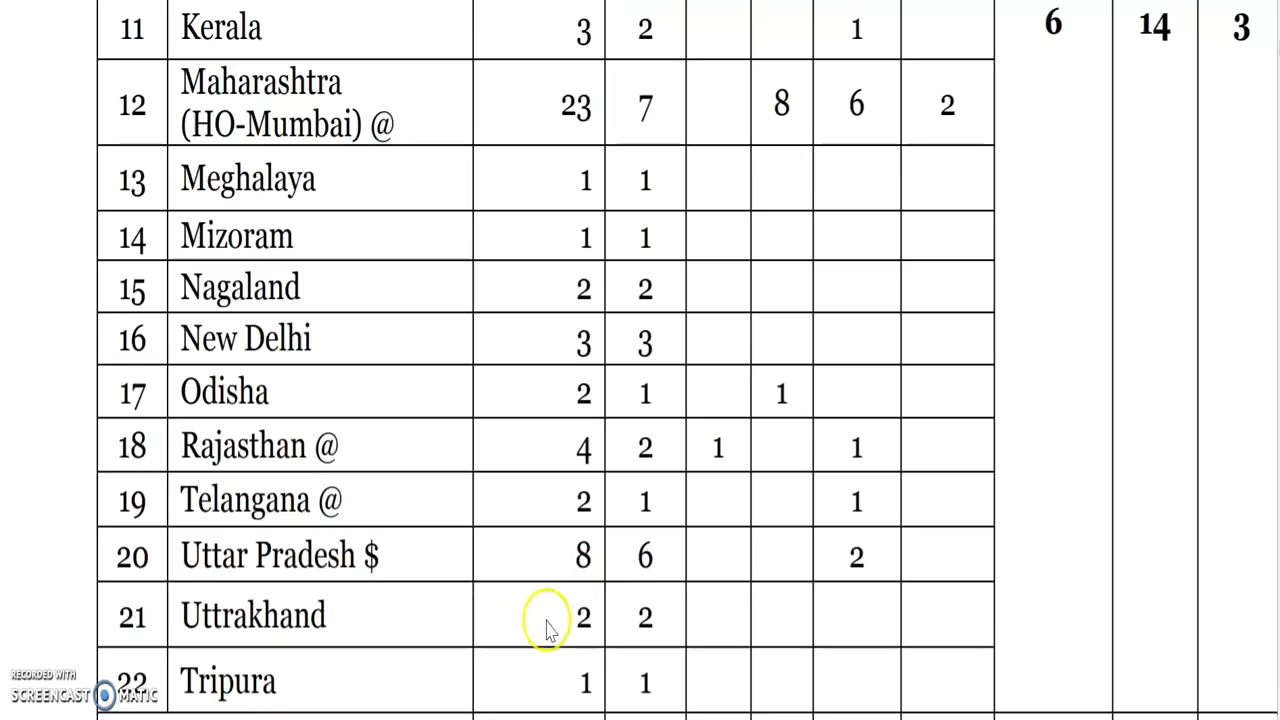 11 Kerala 3 2 1 6 14 3
12 Maharashtra
(HO-Mumbai) @ 23 7 8 6 2
13 Meghalaya 1 1
14 Mizoram 1 1
15 Nagaland 2 2
16 New Delhi 3 3
17 Odisha 2 1 1
18 Rajasthan @ 4 2 1 1
19 Telangana @ 2 1 1
20 Uttar Pradesh $ 8 6 2
21 Uttrakhand 2 2
22 Tripura 1 1
RECORDED WITH
SCREENCAST MATIC